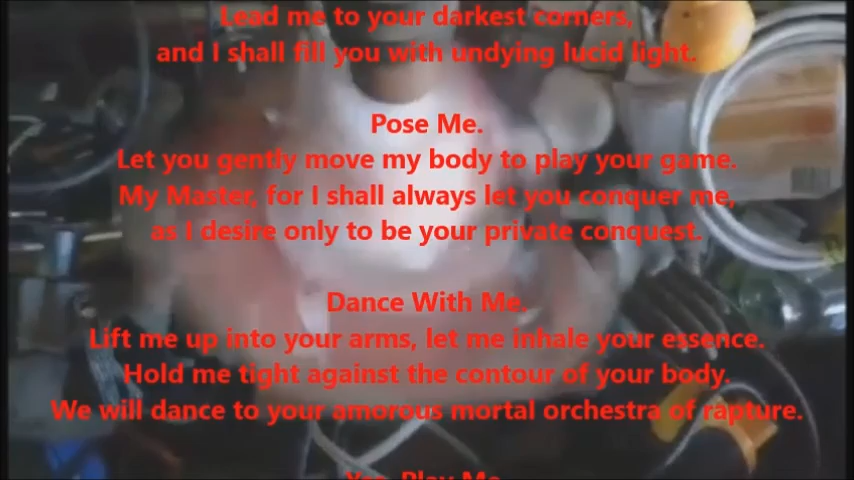 Lead me to your darkest corners,
and I shall fill you with undying lucid light.
Pose Me.
Let you gently move my body to play your game.
My Master, for I shall always let you conquer me,
as I desire only to be your private conquest.
Dance With Me.
Lift me up into your arms, let me inhale your essence.
Hold me tight against the contour of your body.
We will dance to your amorous mortal orchestra of rapture.
Yes, Play Me